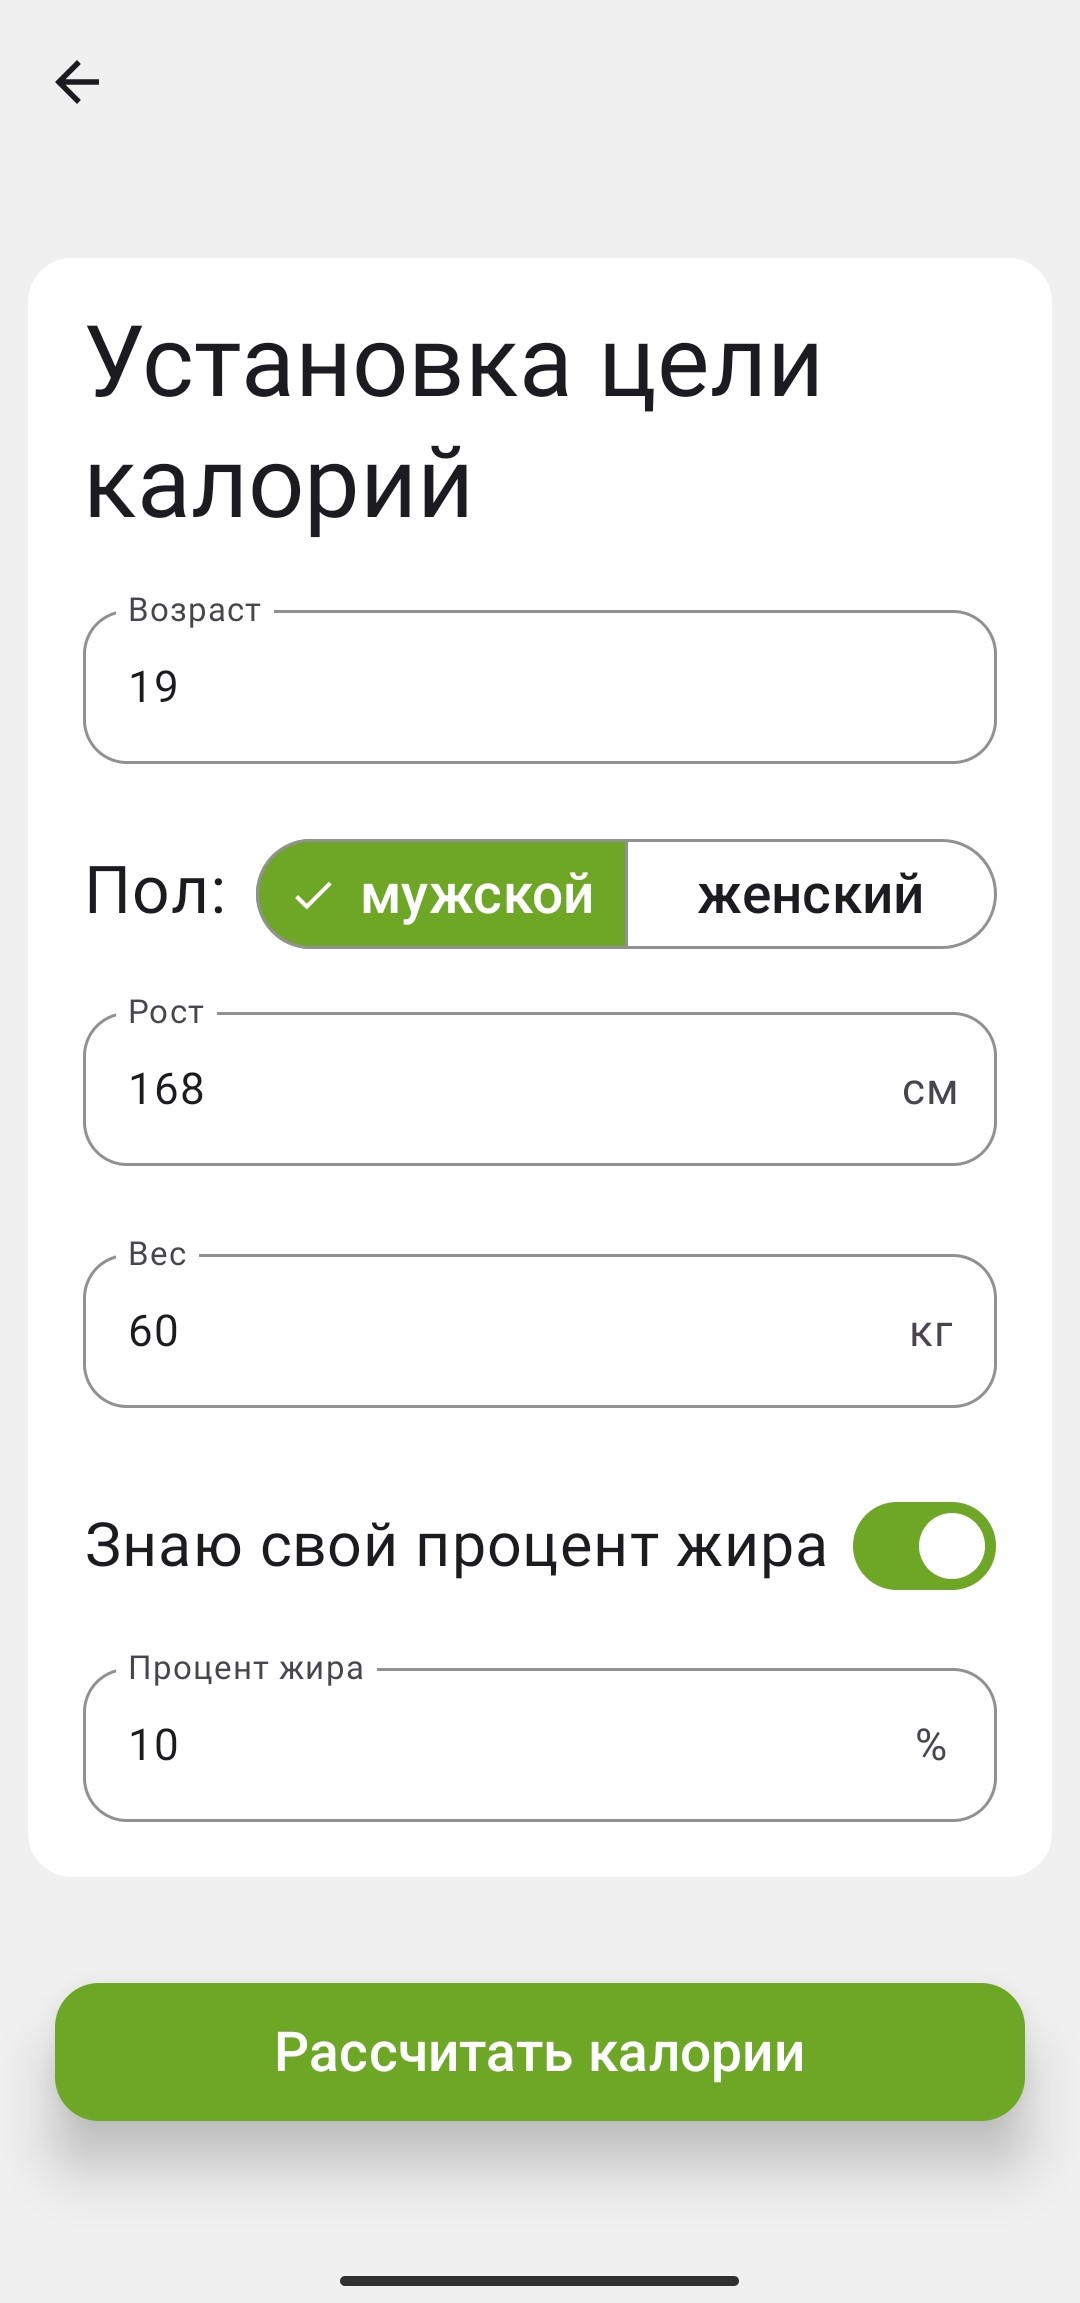 Установка цели
калорий
Возраст
19
Пол:
мужской
женский
Рост
168
см
Вес
60
кг
Знаю свой процент жира
Процент жира
10
%
Рассчитать калории